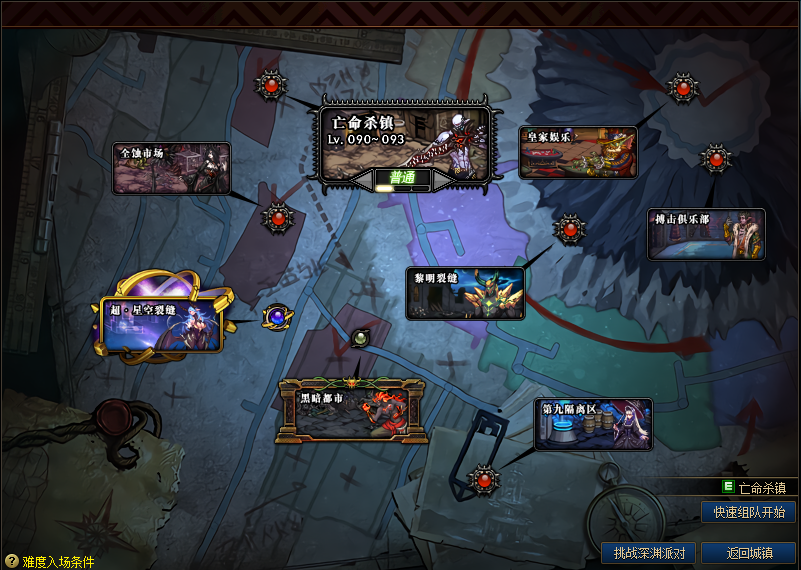 亡命杀镇
Lv. 090~093
普通
皇家娱乐
全蚀市场
搏击俱乐部
黎明裂缝
超·星空裂缝
黑暗都市
第九隔离区
E 亡命杀镇
快速组队开始
挑战深渊派对
返回城镇
? 难度入场条件